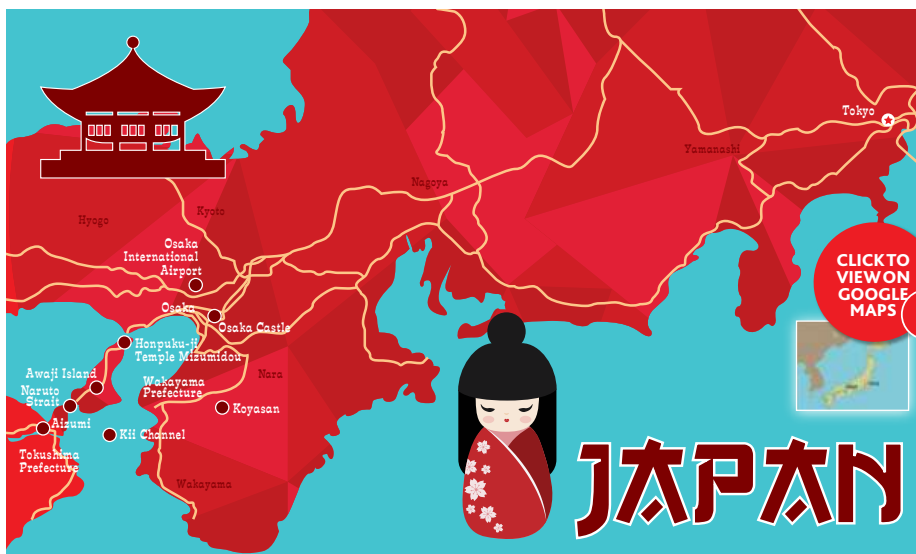 Tokyo
Yamanashi
Nagoya
Kyoto
Hyogo
Osaka
International
Airport
CLICK TO
VIEW ON
GOOGLE
MAPS
Osaka
Osaka Castle
Honpuku-ji
Temple Mizumidou
Awaji Island
Nara
Wakayama
Prefecture
Naruto
Strait
Koyasan
Aizumi
Kii Channel
Tokushima
Prefecture
Wakayama
JAPAN